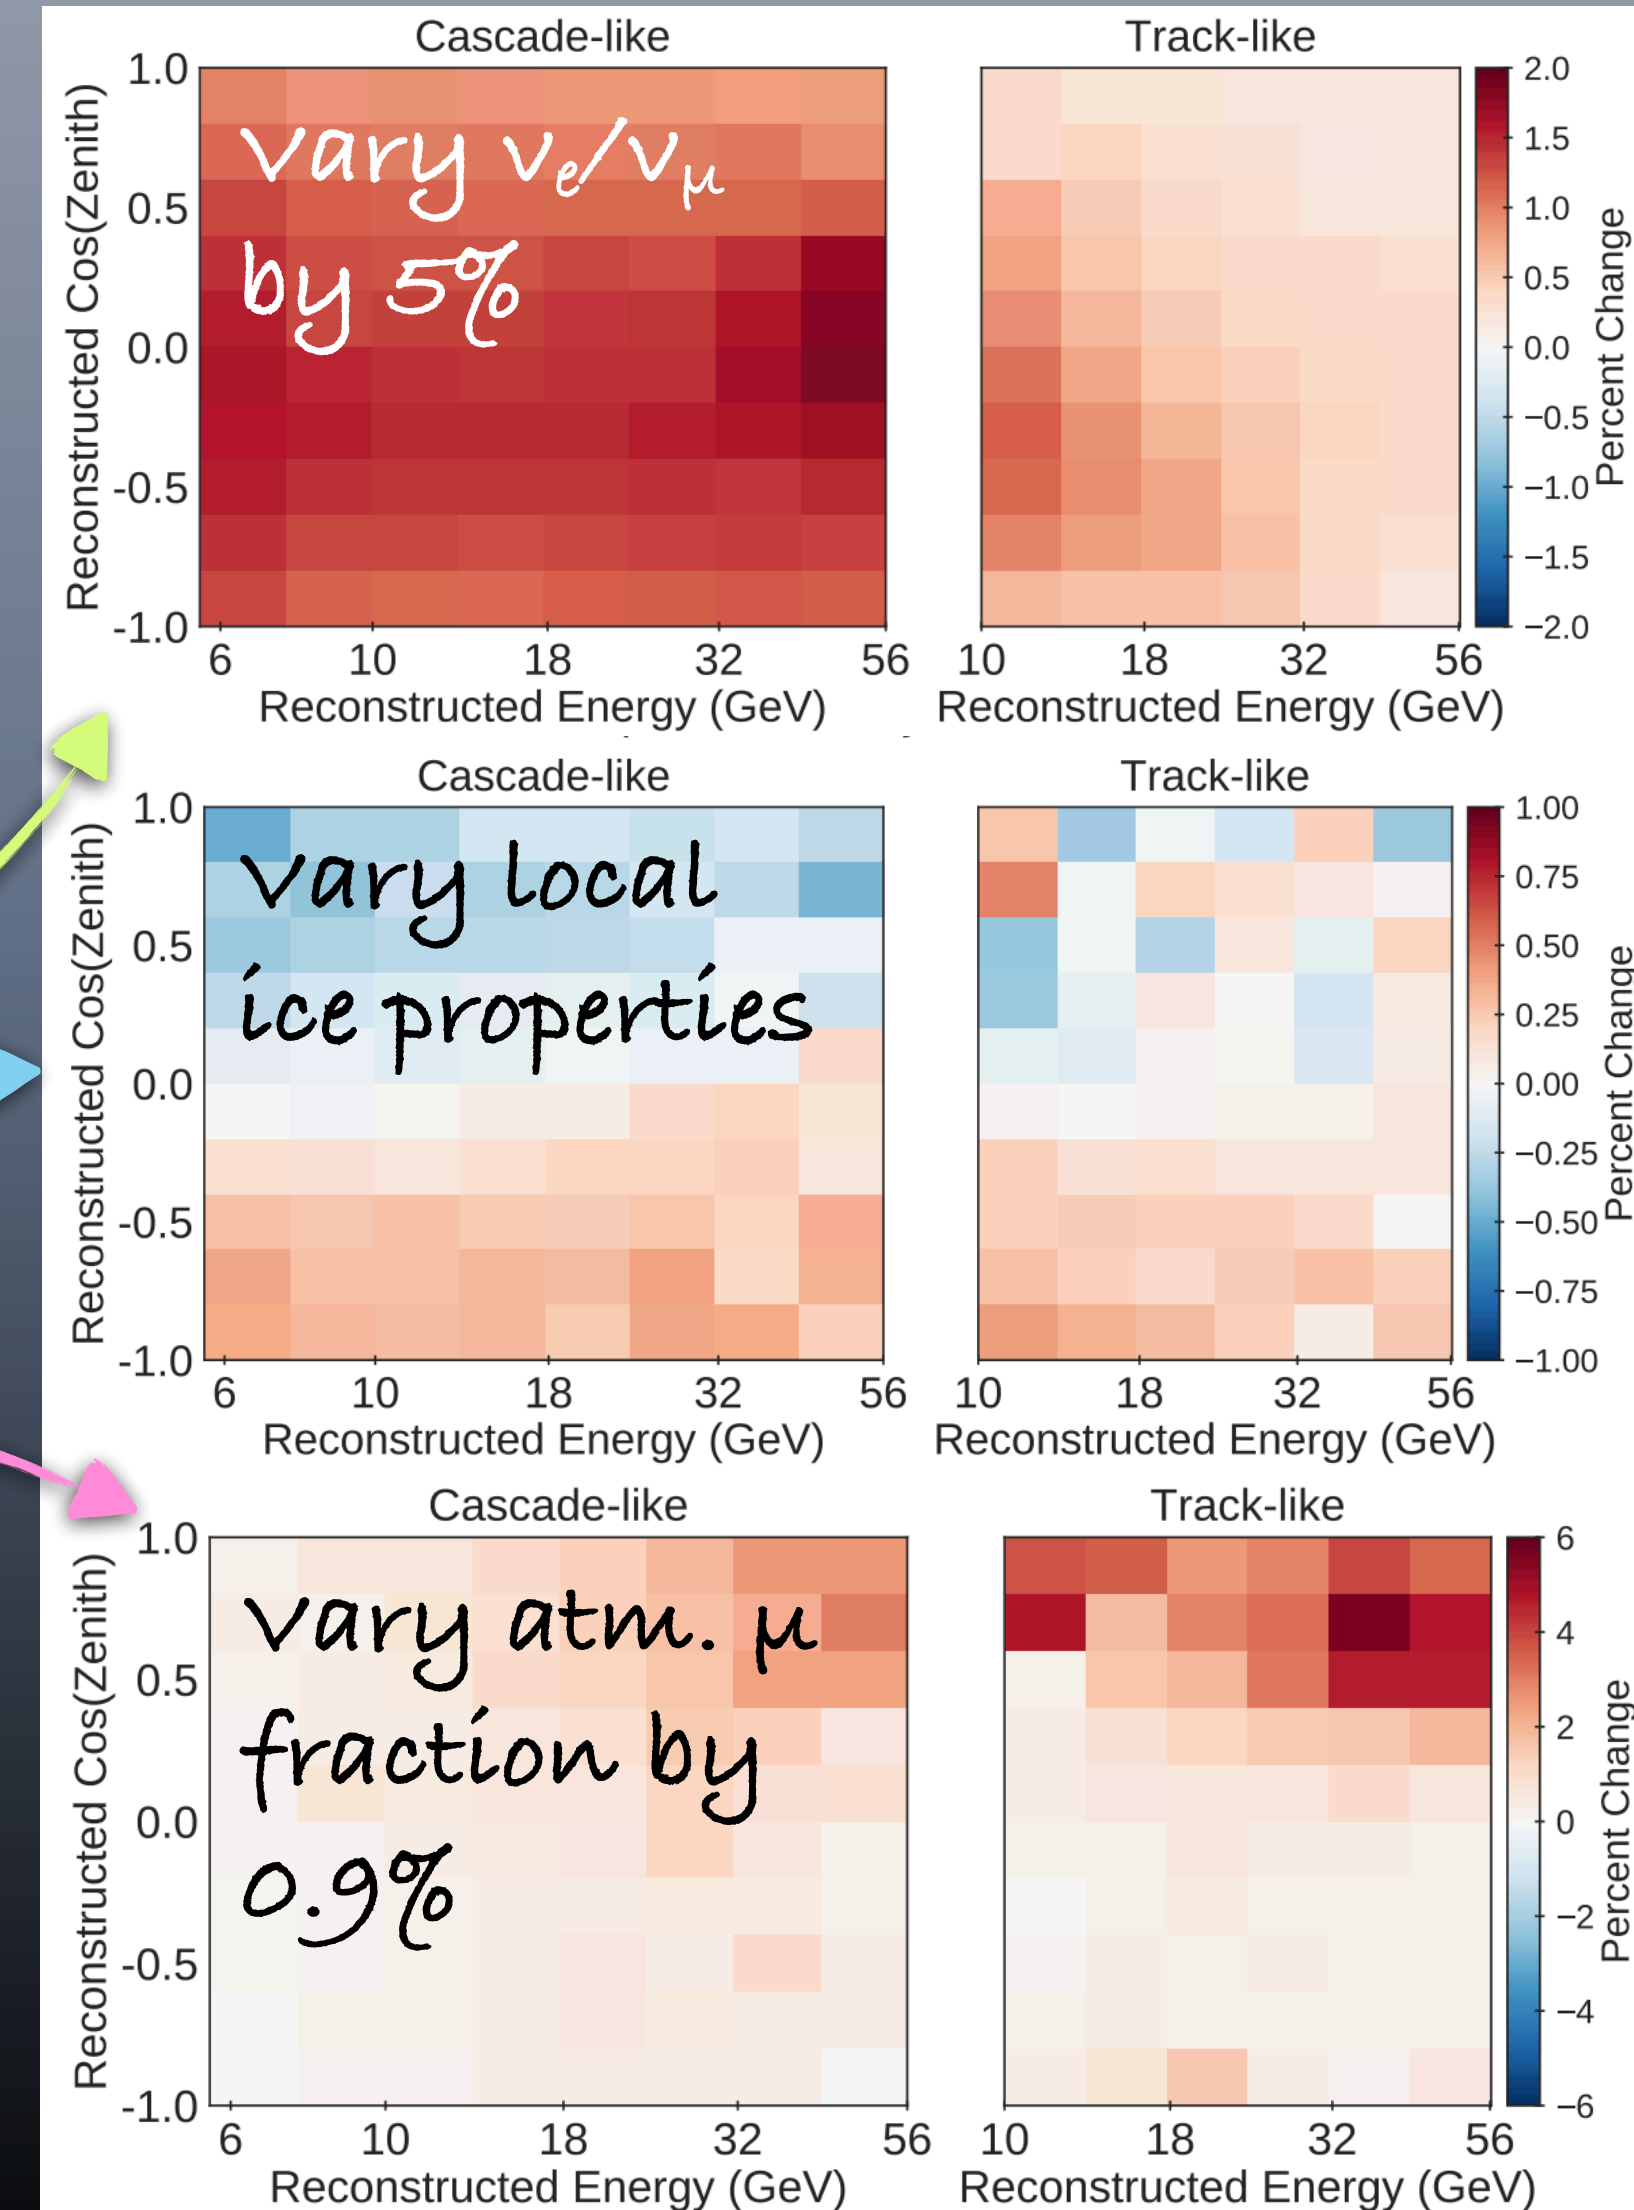 Cascade-like
Track-like
Vary νe/νμ
by 5%
1.0
0.5
0.0
-0.5
-1.0
Reconstructed Cos(Zenith)
6 10 18 32 56
Reconstructed Energy (GeV)
10 18 32 56
Reconstructed Energy (GeV)
2.0
1.5
1.0
0.5
0.0
−0.5
−1.0
−1.5
−2.0
Percent Change
Cascade-like
Track-like
Vary local
ice properties
1.0
0.5
0.0
-0.5
-1.0
Reconstructed Cos(Zenith)
6 10 18 32 56
Reconstructed Energy (GeV)
10 18 32 56
Reconstructed Energy (GeV)
1.00
0.75
0.50
0.25
0.00
−0.25
−0.50
−0.75
−1.00
Percent Change
Cascade-like
Track-like
Vary atm. μ
fraction by
0.9%
1.0
0.5
0.0
-0.5
-1.0
Reconstructed Cos(Zenith)
6 10 18 32 56
Reconstructed Energy (GeV)
10 18 32 56
Reconstructed Energy (GeV)
6
4
2
0
−2
−4
−6
Percent Change